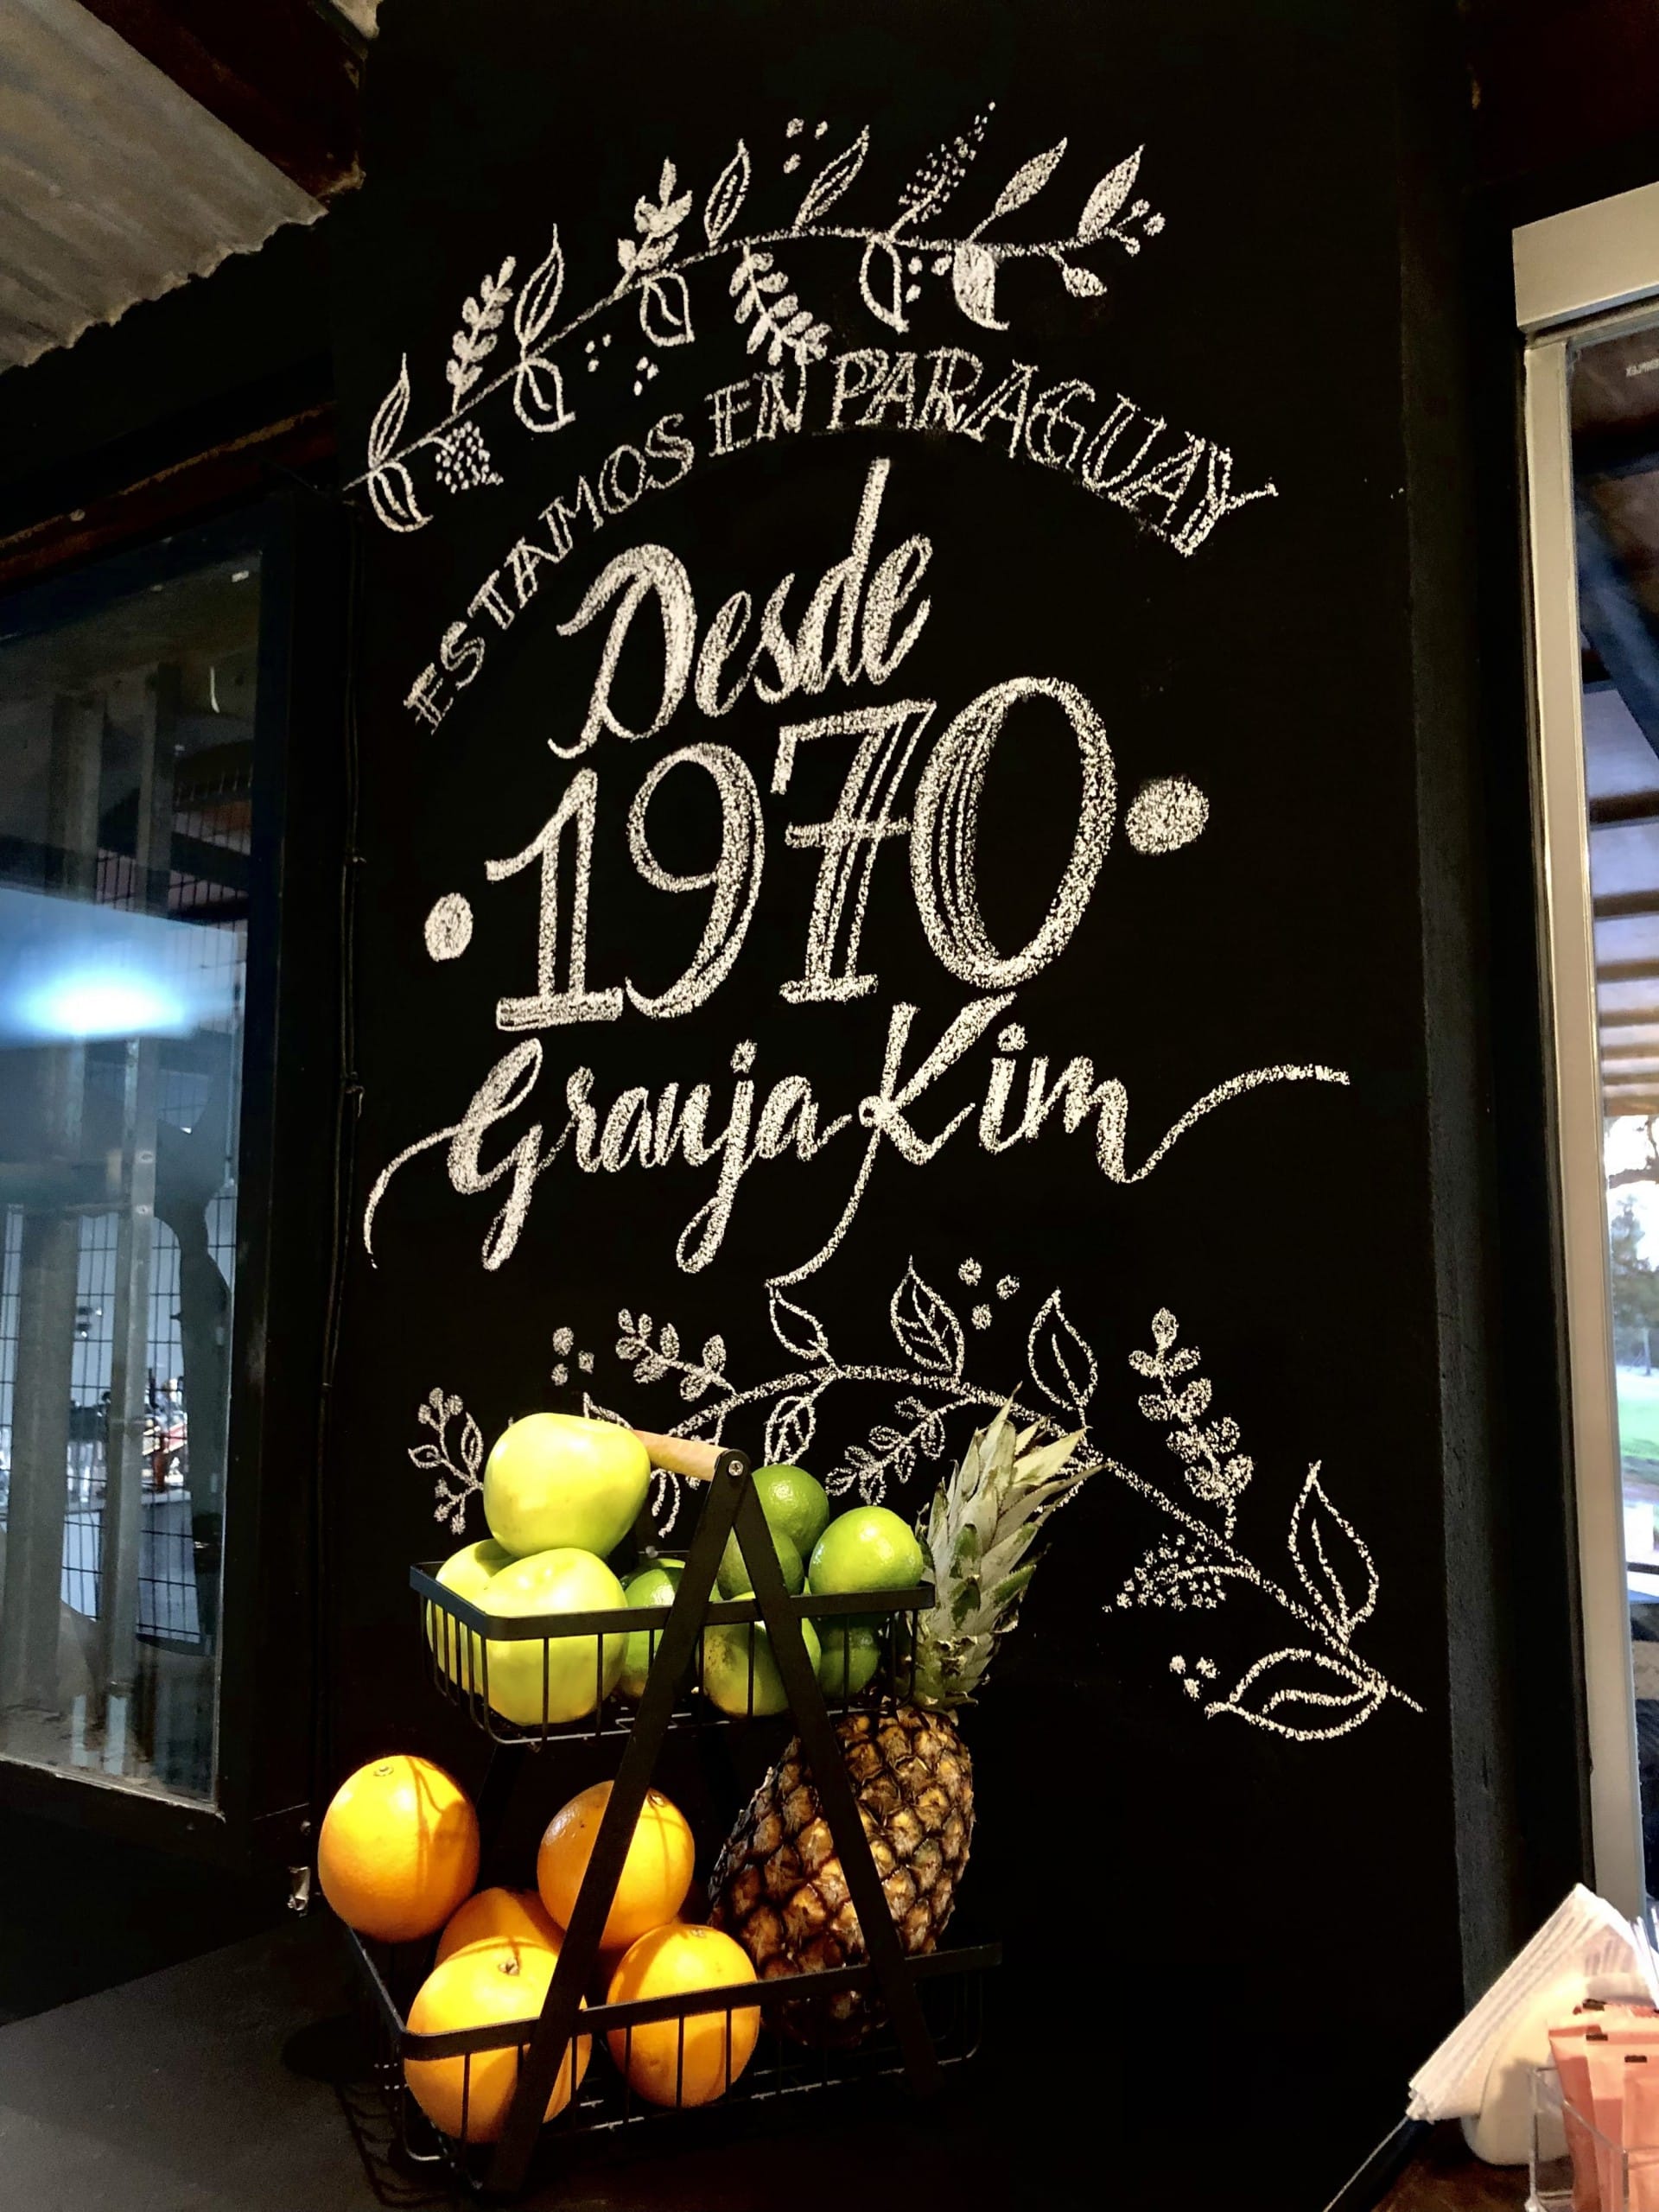 ESTAMOS EN PARAGUAY
Desde
1970
Granja Kim